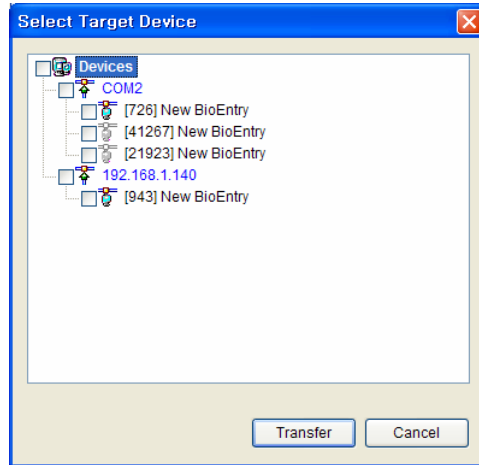 Select Target Device
Devices
COM2
[726] New BioEntry
[41267] New BioEntry
[21923] New BioEntry
192.168.1.140
[943] New BioEntry
Transfer Cancel